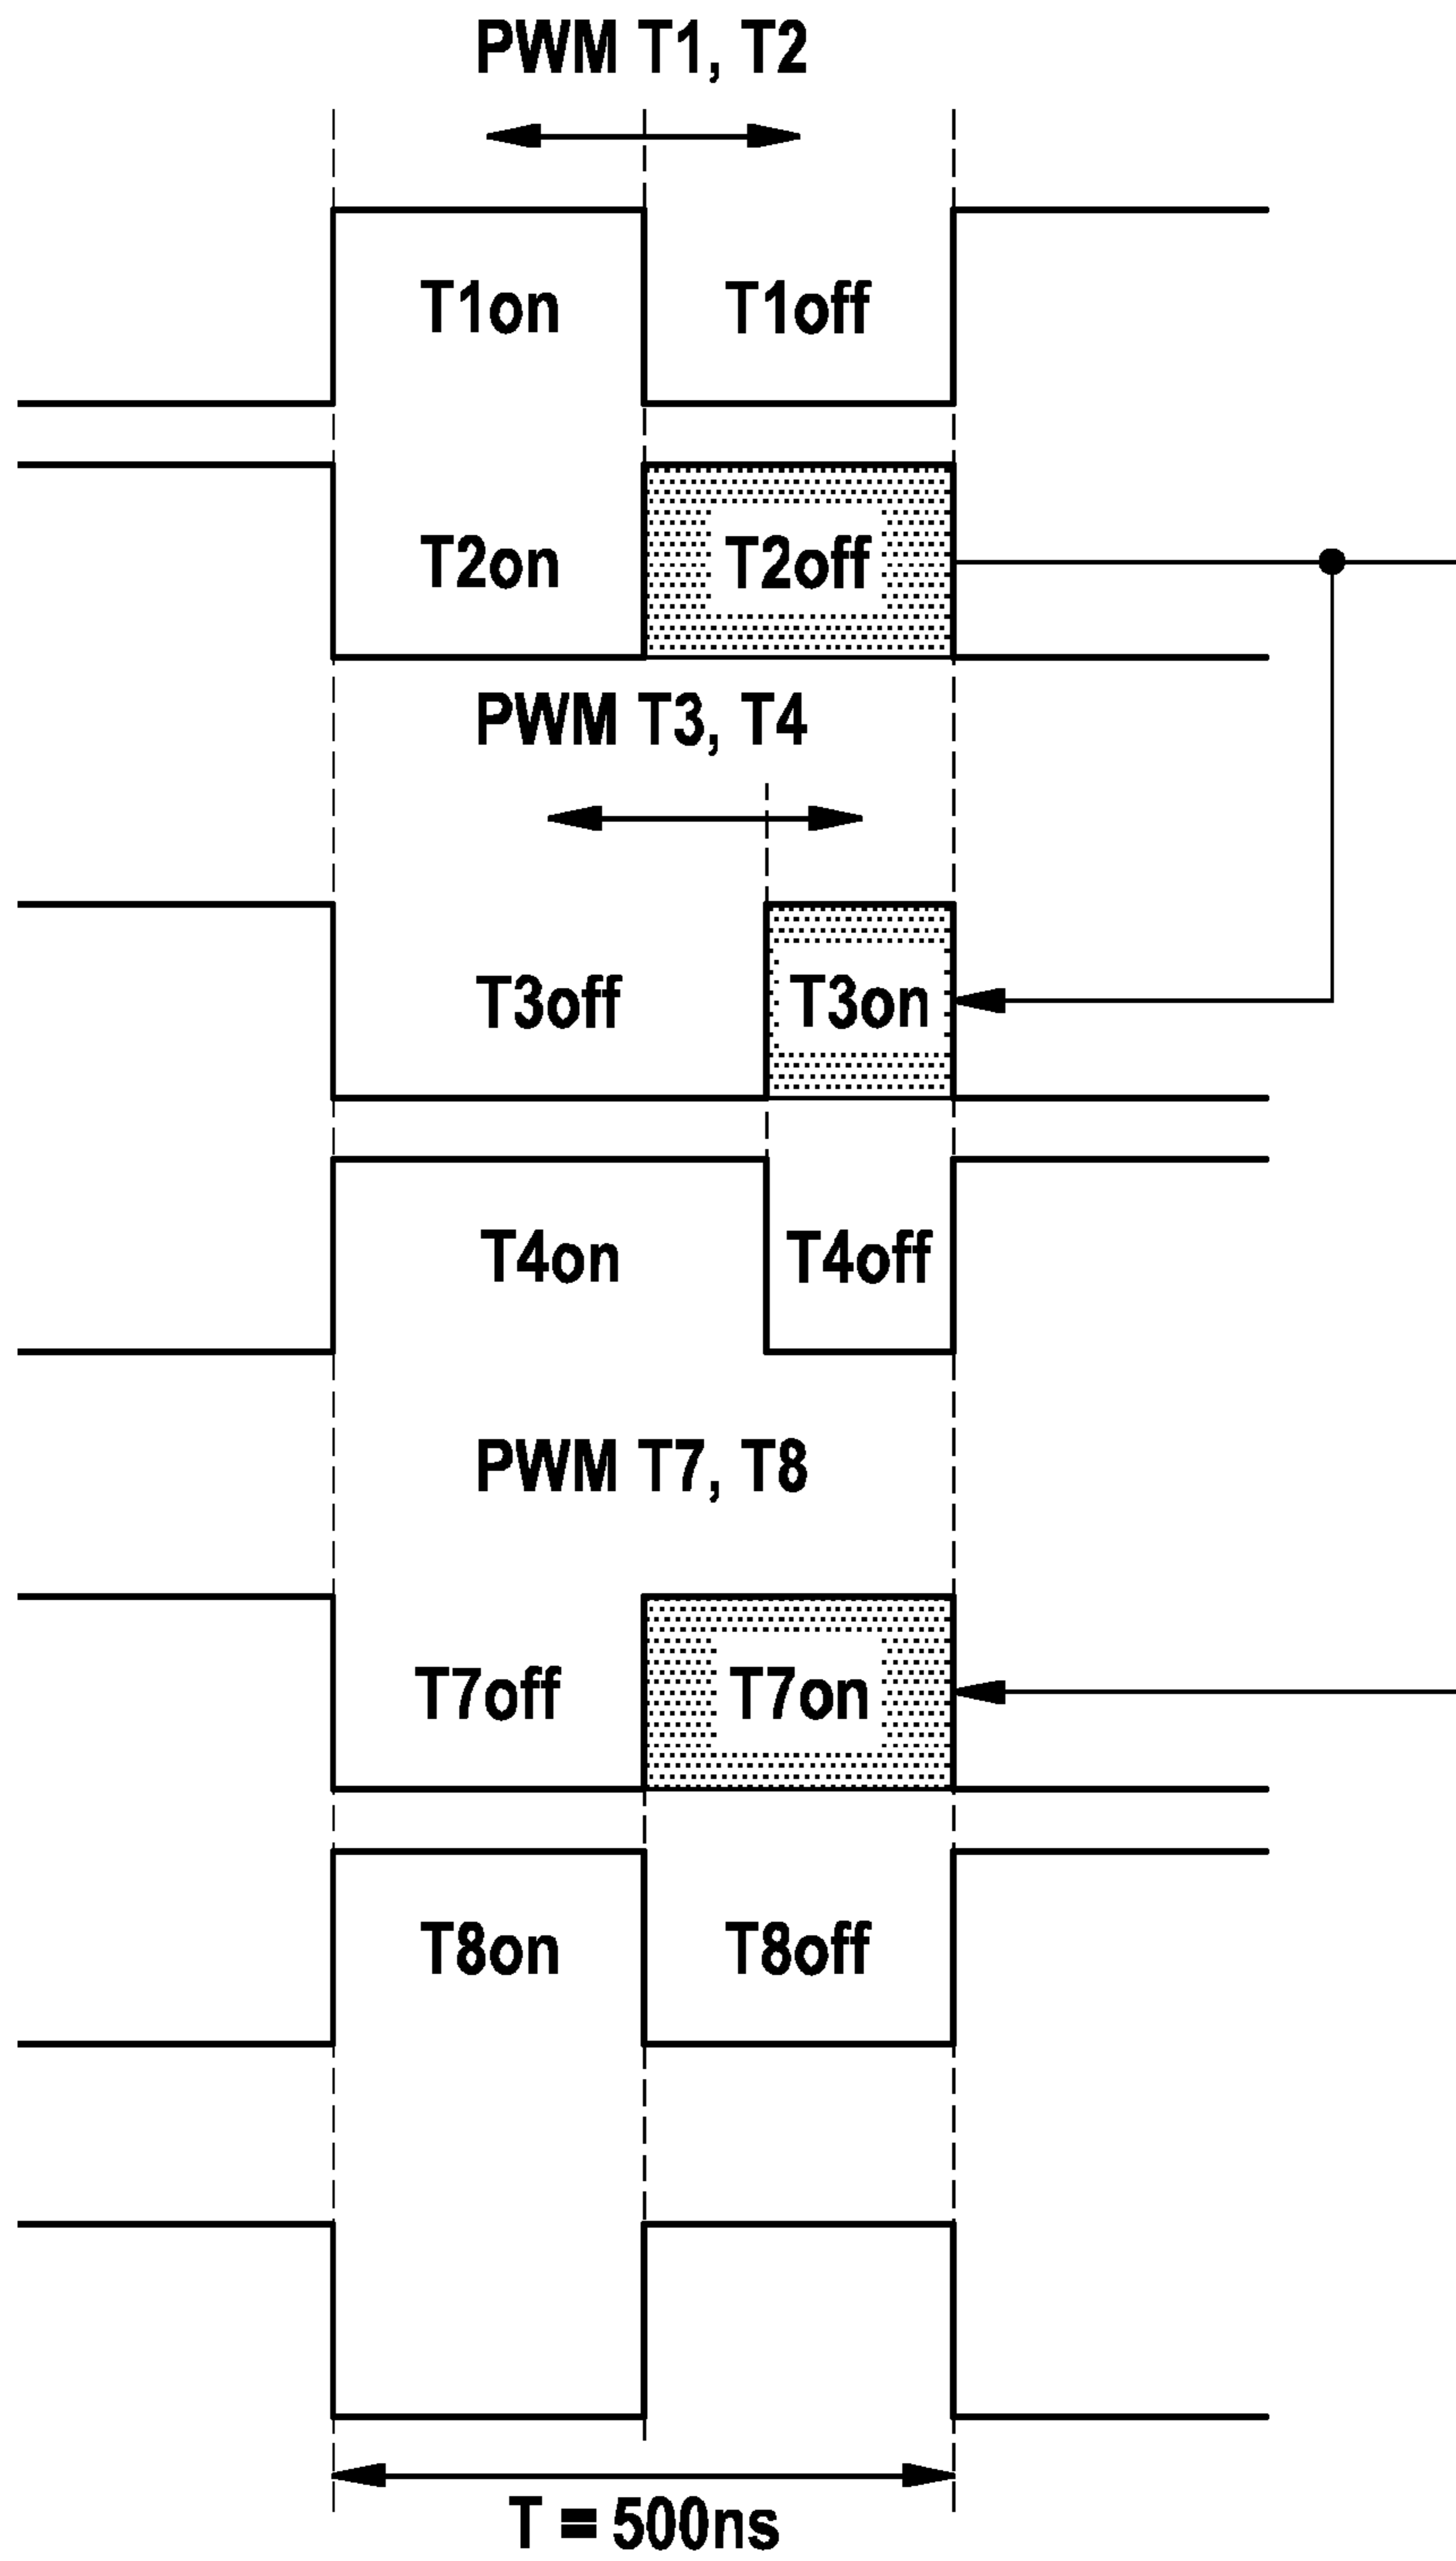 PWM T1, T2
T1on T1off
T2on T2off
PWM T3, T4
T3off T3on
T4on T4off
PWM T7, T8
T7off T7on
T8on T8off
T = 500ns